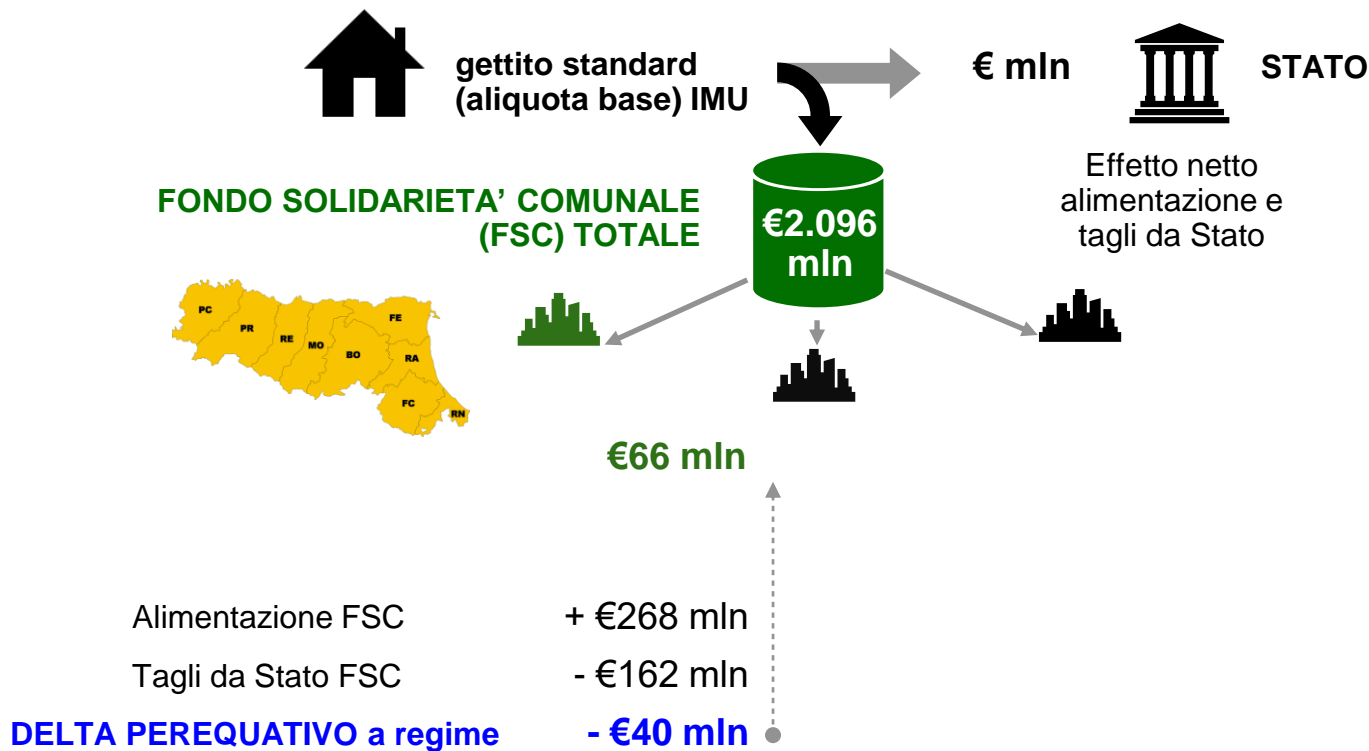 gettito standard
(aliquota base) IMU
€ mln
STATO
Effetto netto
alimentazione e
tagli da Stato
FONDO SOLIDARIETA’ COMUNALE
(FSC) TOTALE
€2.096
mln
PC
PR
RE
MO
BO
FE
RA
FC
RN
€66 mln
Alimentazione FSC + €268 mln
Tagli da Stato FSC - €162 mln
DELTA PEREQUATIVO a regime - €40 mln